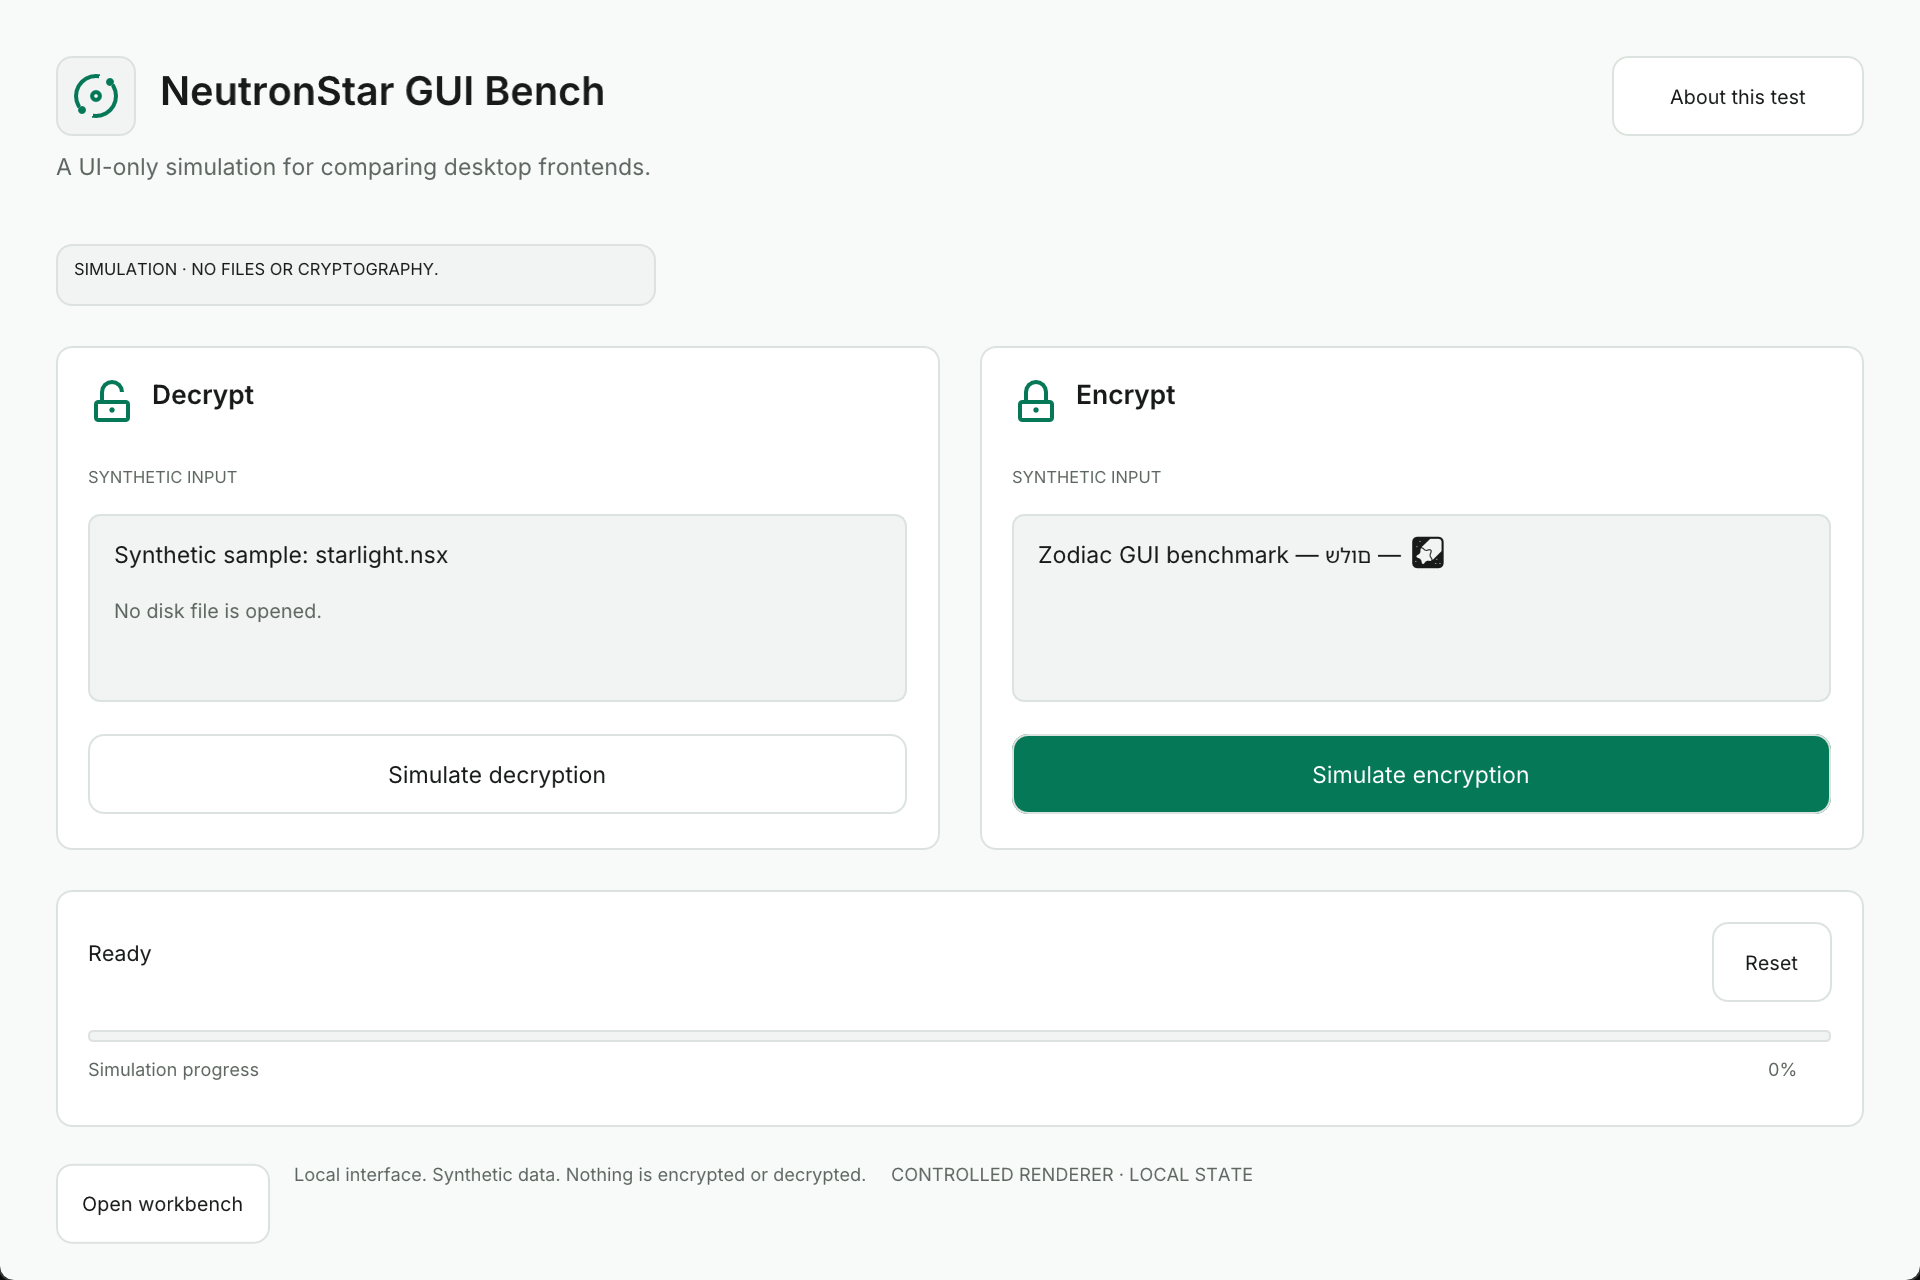 NeutronStar GUI Bench
About this test
A UI-only simulation for comparing desktop frontends.
SIMULATION · NO FILES OR CRYPTOGRAPHY.
Decrypt
SYNTHETIC INPUT
Synthetic sample: starlight.nsx
No disk file is opened.
Simulate decryption
Encrypt
SYNTHETIC INPUT
Zodiac GUI benchmark — םולש —
Simulate encryption
Ready
Reset
Simulation progress
0%
Open workbench
Local interface. Synthetic data. Nothing is encrypted or decrypted.
CONTROLLED RENDERER · LOCAL STATE